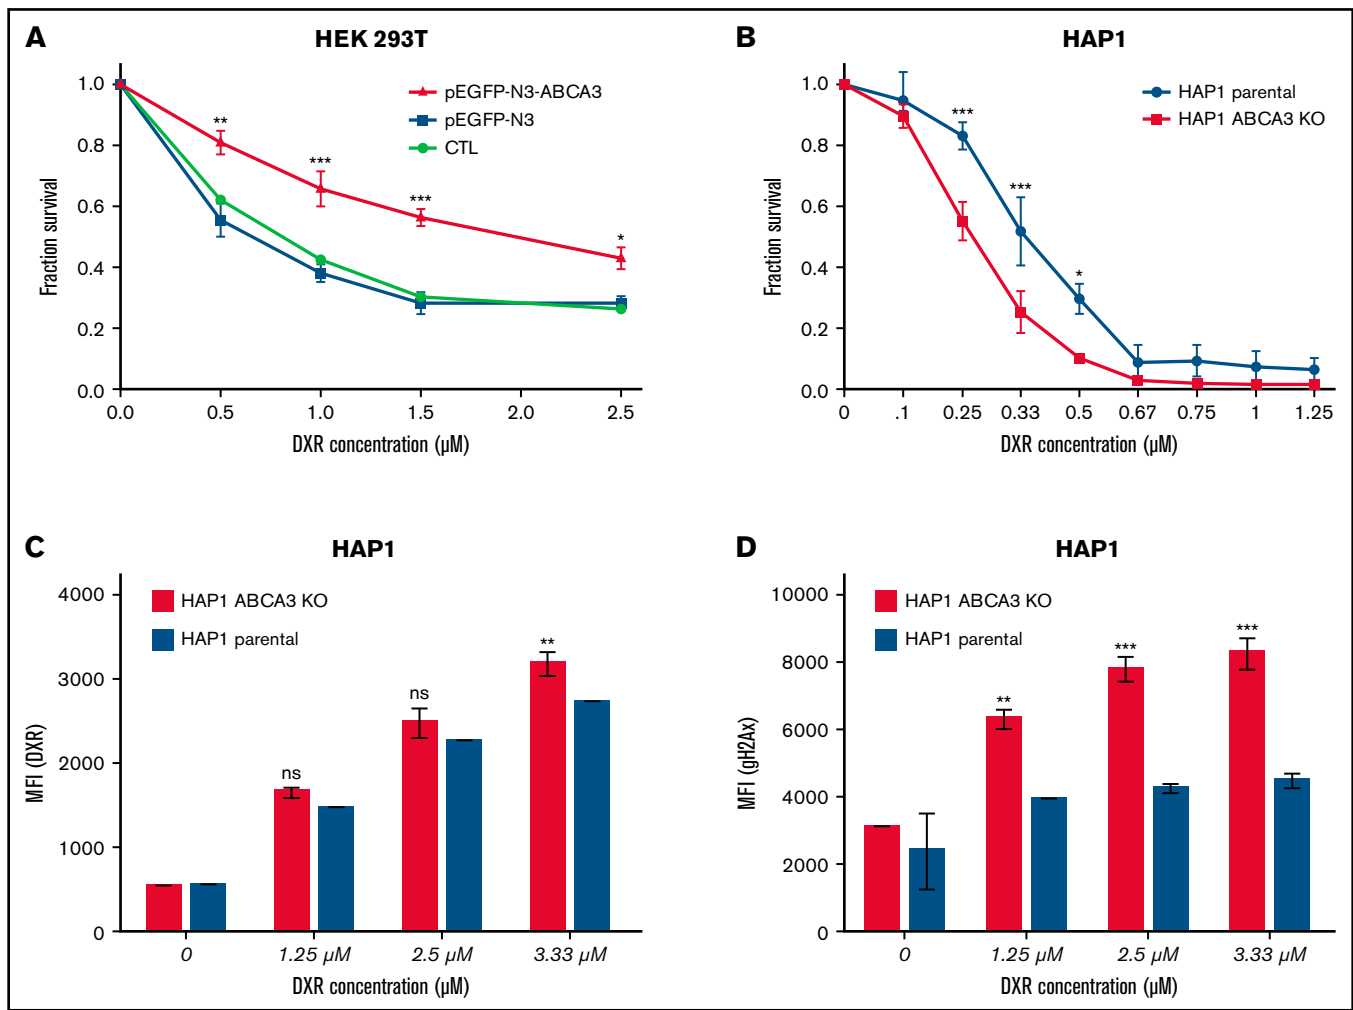 A
HEK 293T
1.0
0.8
0.6
0.4
0.2
0.0
Fraction survival
pEGFP-N3-ABCA3
pEGFP-N3
CTL
**
***
***
*
0.0 0.5 1.0 1.5 2.0 2.5
DXR concentration (µM)
B
HAP1
1.0
0.8
0.6
0.4
0.2
0.0
Fraction survival
HAP1 parental
HAP1 ABCA3 KO
***
***
*
0 .1 0.25 0.33 0.5 0.67 0.75 1 1.25
DXR concentration (µM)
C
HAP1
4000
3000
2000
1000
0
MFI (DXR)
HAP1 ABCA3 KO
HAP1 parental
ns
ns
**
0 1.25 µM 2.5 µM 3.33 µM
DXR concentration (µM)
D
HAP1
10000
8000
6000
4000
2000
0
MFI (gH2Ax)
HAP1 ABCA3 KO
HAP1 parental
**
***
***
0 1.25 µM 2.5 µM 3.33 µM
DXR concentration (µM)